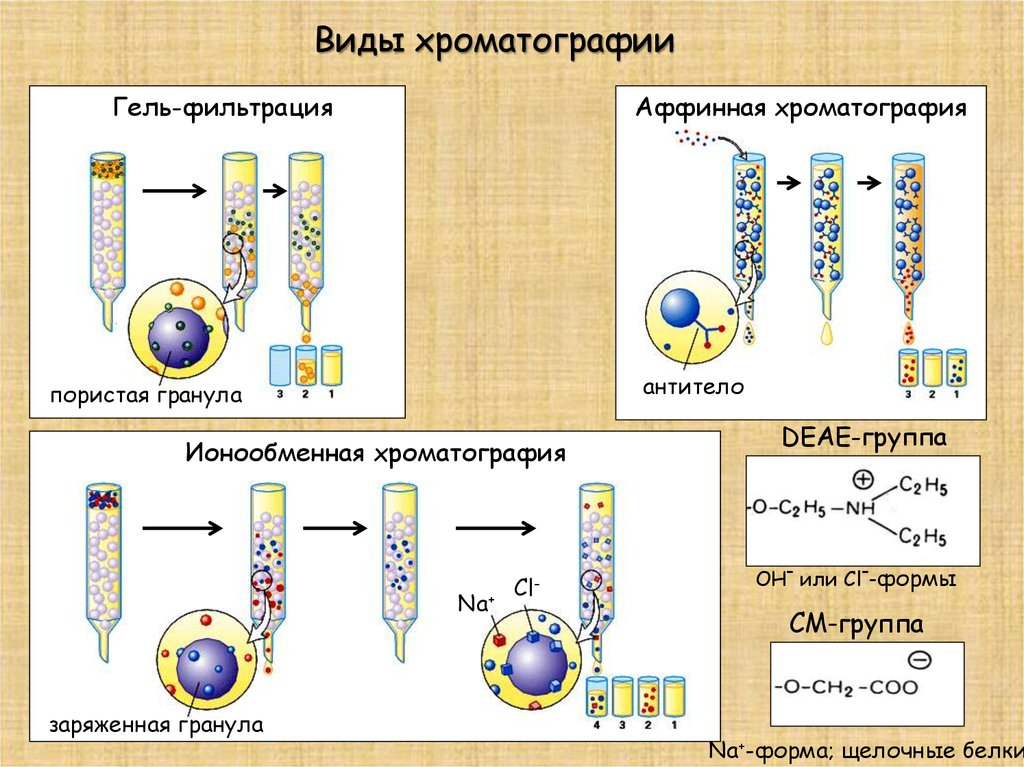 Виды хроматографии
Гель-фильтрация
пористая гранула
3 2 1
Аффинная хроматография
антитело
3 2 1
Ионообменная хроматография
Na⁺
Cl⁻
заряженная гранула
4 3 2 1
DEAE-группа
-O-C₂H₅-NH
⊕
C₂H₅
C₂H₅
OH⁻ или Cl⁻-формы
СМ-группа
⊖
-O-CH₂-COO
Na⁺-форма; щелочные белки